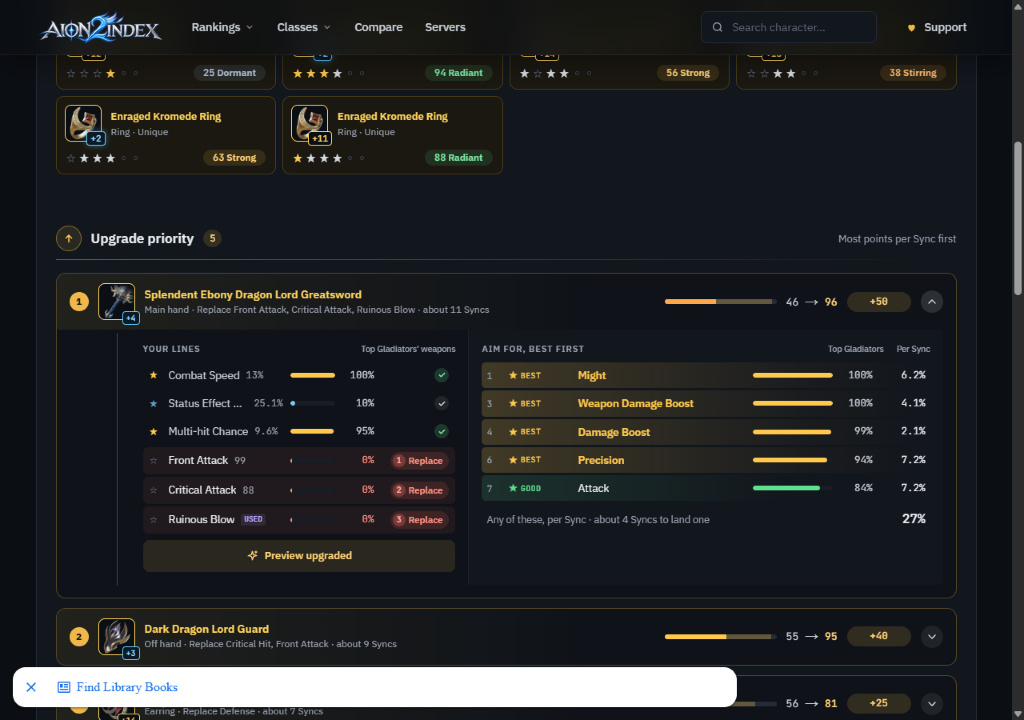 AION2INDEX
Rankings
Classes
Compare
Servers
Search character...
Support
25 Dormant
94 Radiant
56 Strong
38 Stirring
Enraged Kromede Ring
Ring · Unique
+2
63 Strong
Enraged Kromede Ring
Ring · Unique
+11
88 Radiant
Upgrade priority 5
Most points per Sync first
1
+4
Splendent Ebony Dragon Lord Greatsword
Main hand · Replace Front Attack, Critical Attack, Ruinous Blow · about 11 Syncs
46 → 96
+50
YOUR LINES
Top Gladiators' weapons
Combat Speed 13% 100%
Status Effect ... 25.1% 10%
Multi-hit Chance 9.6% 95%
Front Attack 99 0% 1 Replace
Critical Attack 88 0% 2 Replace
Ruinous Blow USED 0% 3 Replace
Preview upgraded
AIM FOR, BEST FIRST
Top Gladiators Per Sync
1 BEST Might 100% 6.2%
3 BEST Weapon Damage Boost 100% 4.1%
4 BEST Damage Boost 99% 2.1%
6 BEST Precision 94% 7.2%
7 GOOD Attack 84% 7.2%
Any of these, per Sync · about 4 Syncs to land one 27%
2
+3
Dark Dragon Lord Guard
Off hand · Replace Critical Hit, Front Attack · about 9 Syncs
55 → 95
+40
Find Library Books
Earring · Replace Defense · about 7 Syncs
56 → 81
+25